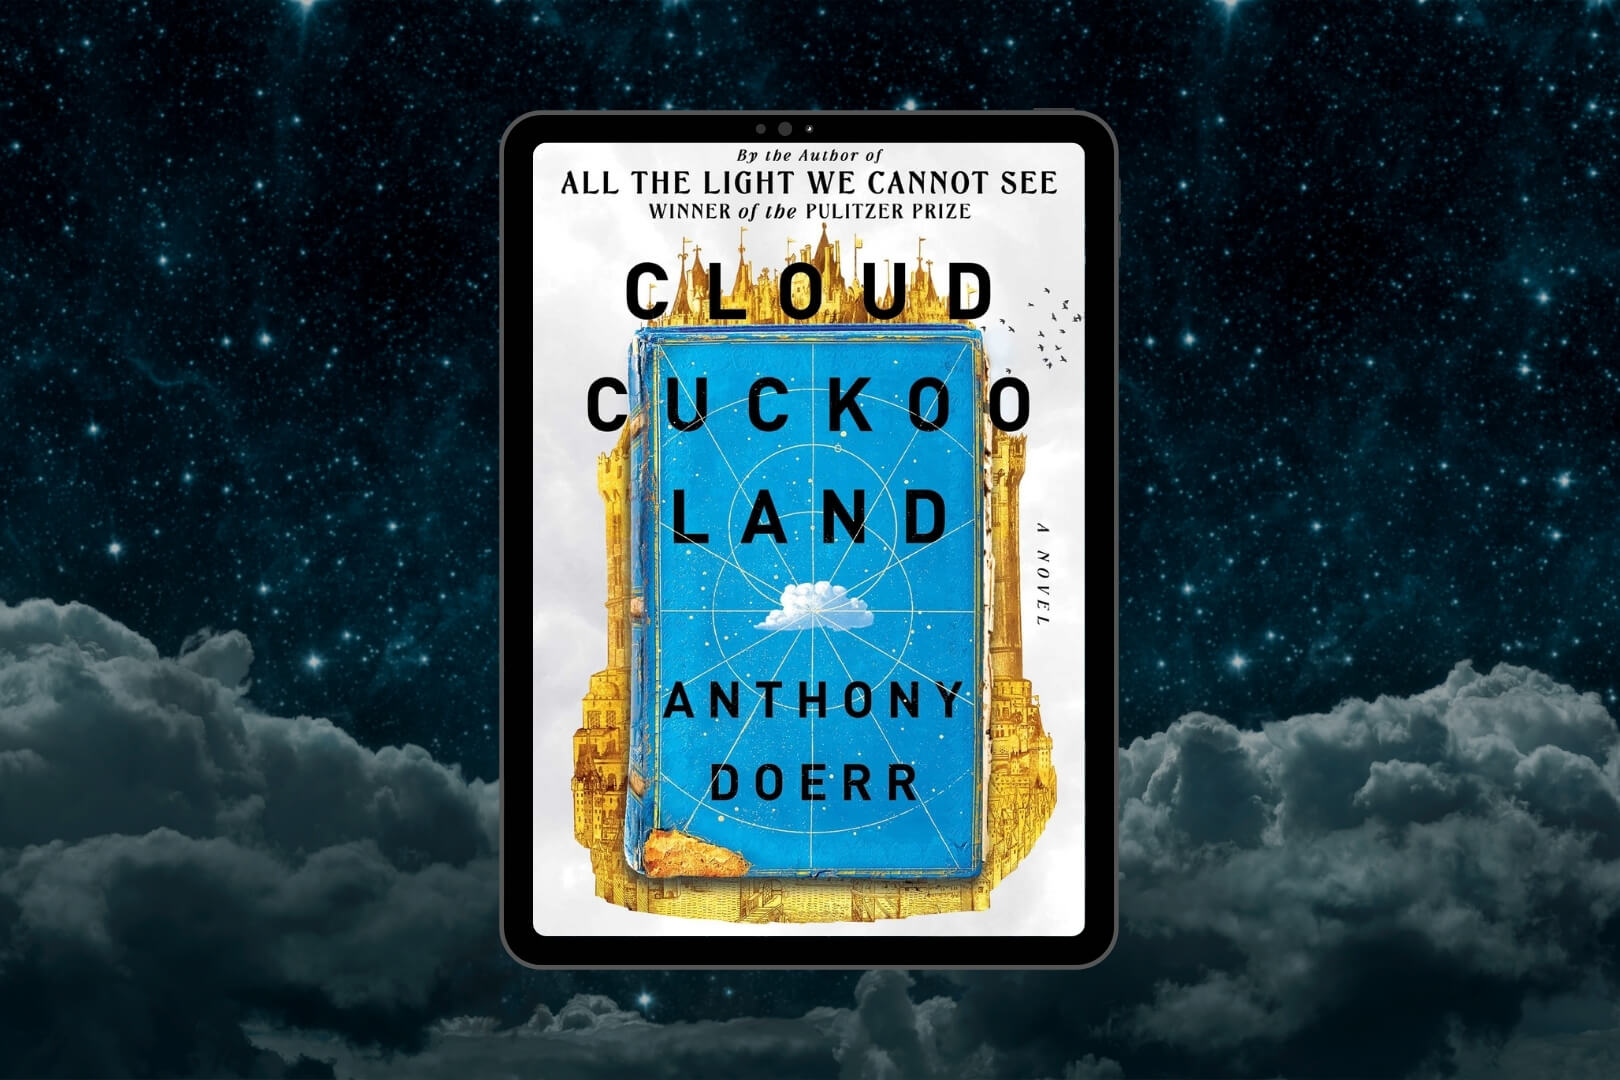 By the Author of
ALL THE LIGHT WE CANNOT SEE
WINNER of the PULITZER PRIZE
CLOUD
CUCKOO
LAND
A NOVEL
ANTHONY
DOERR